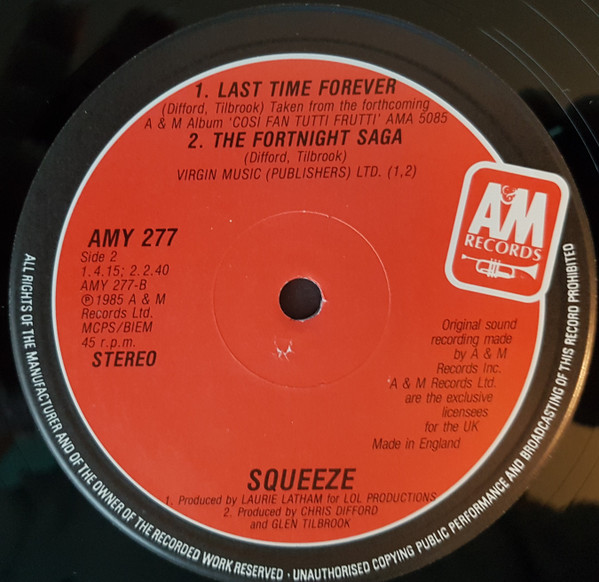 1. LAST TIME FOREVER
(Difford, Tilbrook) Taken from the forthcoming
A & M Album 'COSI FAN TUTTI FRUTTI' AMA 5085
2. THE FORTNIGHT SAGA
(Difford, Tilbrook)
VIRGIN MUSIC (PUBLISHERS) LTD. (1,2)
A&M
RECORDS
AMY 277
Side 2
1. 4.15; 2. 2.40
AMY 277-B
℗ 1985 A & M
Records Ltd.
MCPS/BIEM
45 r.p.m.
STEREO
Original sound
recording made
by A & M
Records Inc.
A & M Records Ltd.
are the exclusive
licensees
for the UK
Made in England
SQUEEZE
1. Produced by LAURIE LATHAM for LOL PRODUCTIONS
2. Produced by CHRIS DIFFORD
and GLEN TILBROOK
ALL RIGHTS OF THE MANUFACTURER AND OF THE OWNER OF THE RECORDED WORK RESERVED · UNAUTHORISED COPYING PUBLIC PERFORMANCE AND BROADCASTING OF THIS RECORD PROHIBITED